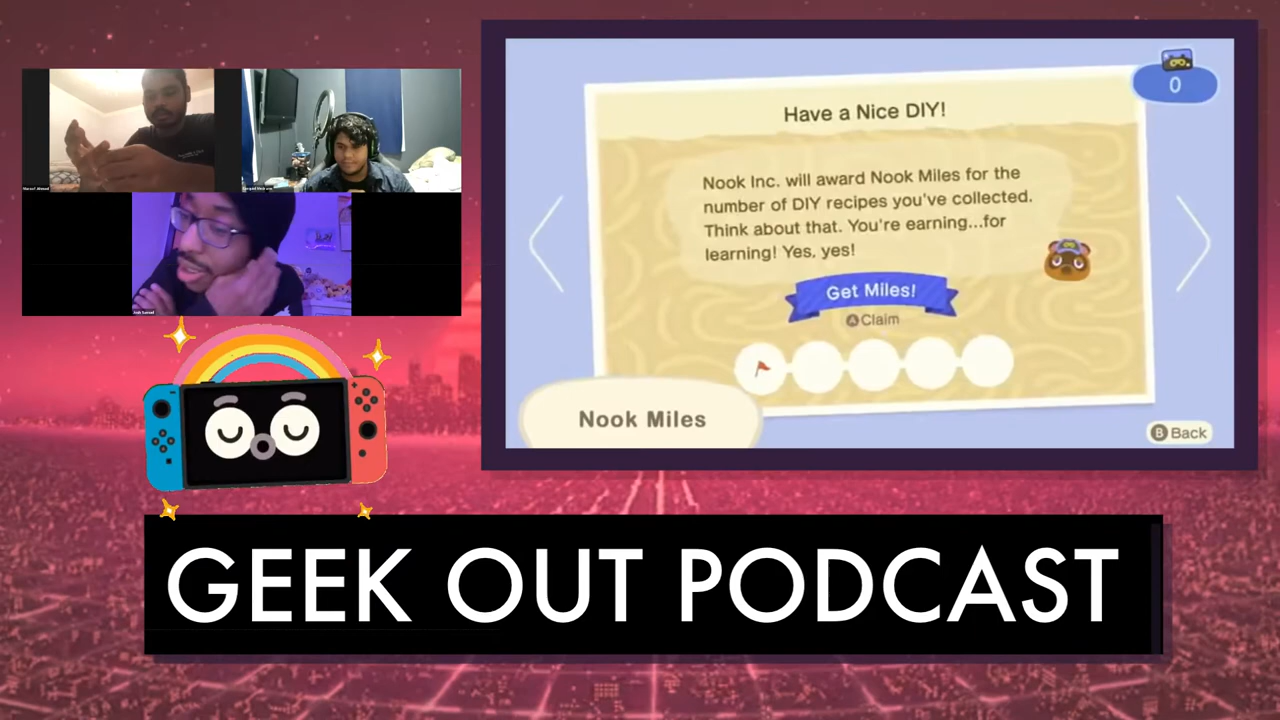 0
Have a Nice DIY!
Nook Inc. will award Nook Miles for the
number of DIY recipes you've collected.
Think about that. You're earning...for
learning! Yes, yes!
Get Miles!
A Claim
Nook Miles
B Back
GEEK OUT PODCAST